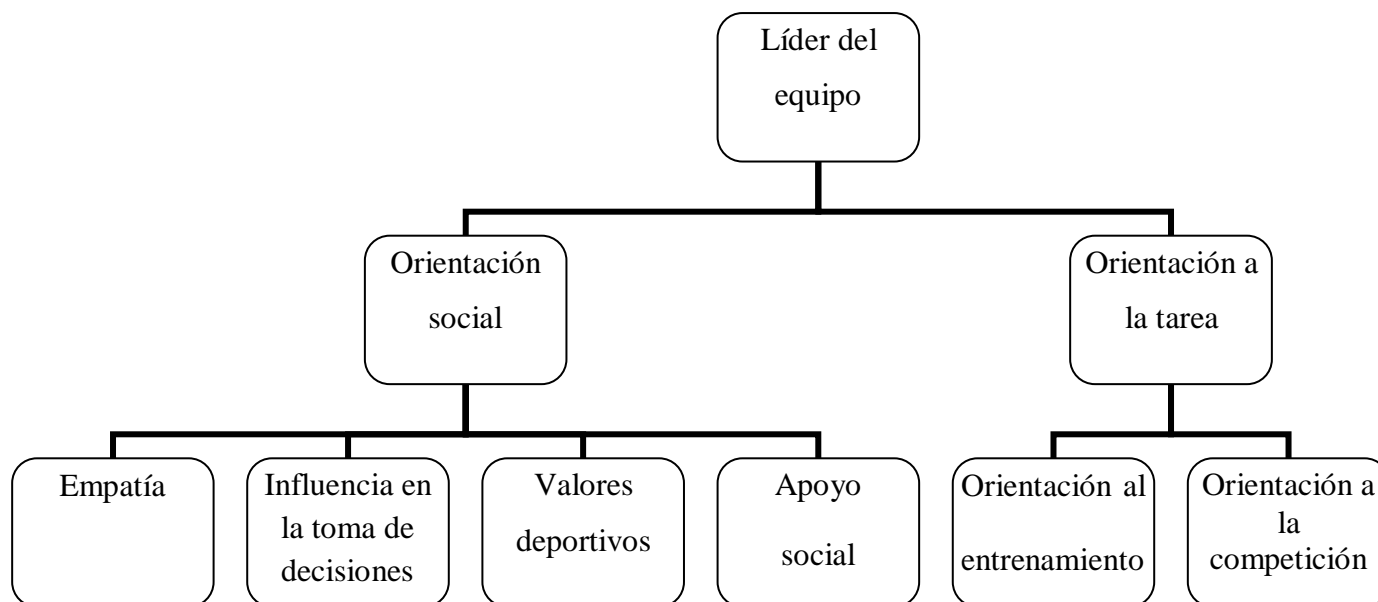 Líder del
equipo
Orientación
social
Orientación a
la tarea
Empatía
Influencia en
la toma de
decisiones
Valores
deportivos
Apoyo
social
Orientación al
entrenamiento
Orientación a
la
competición